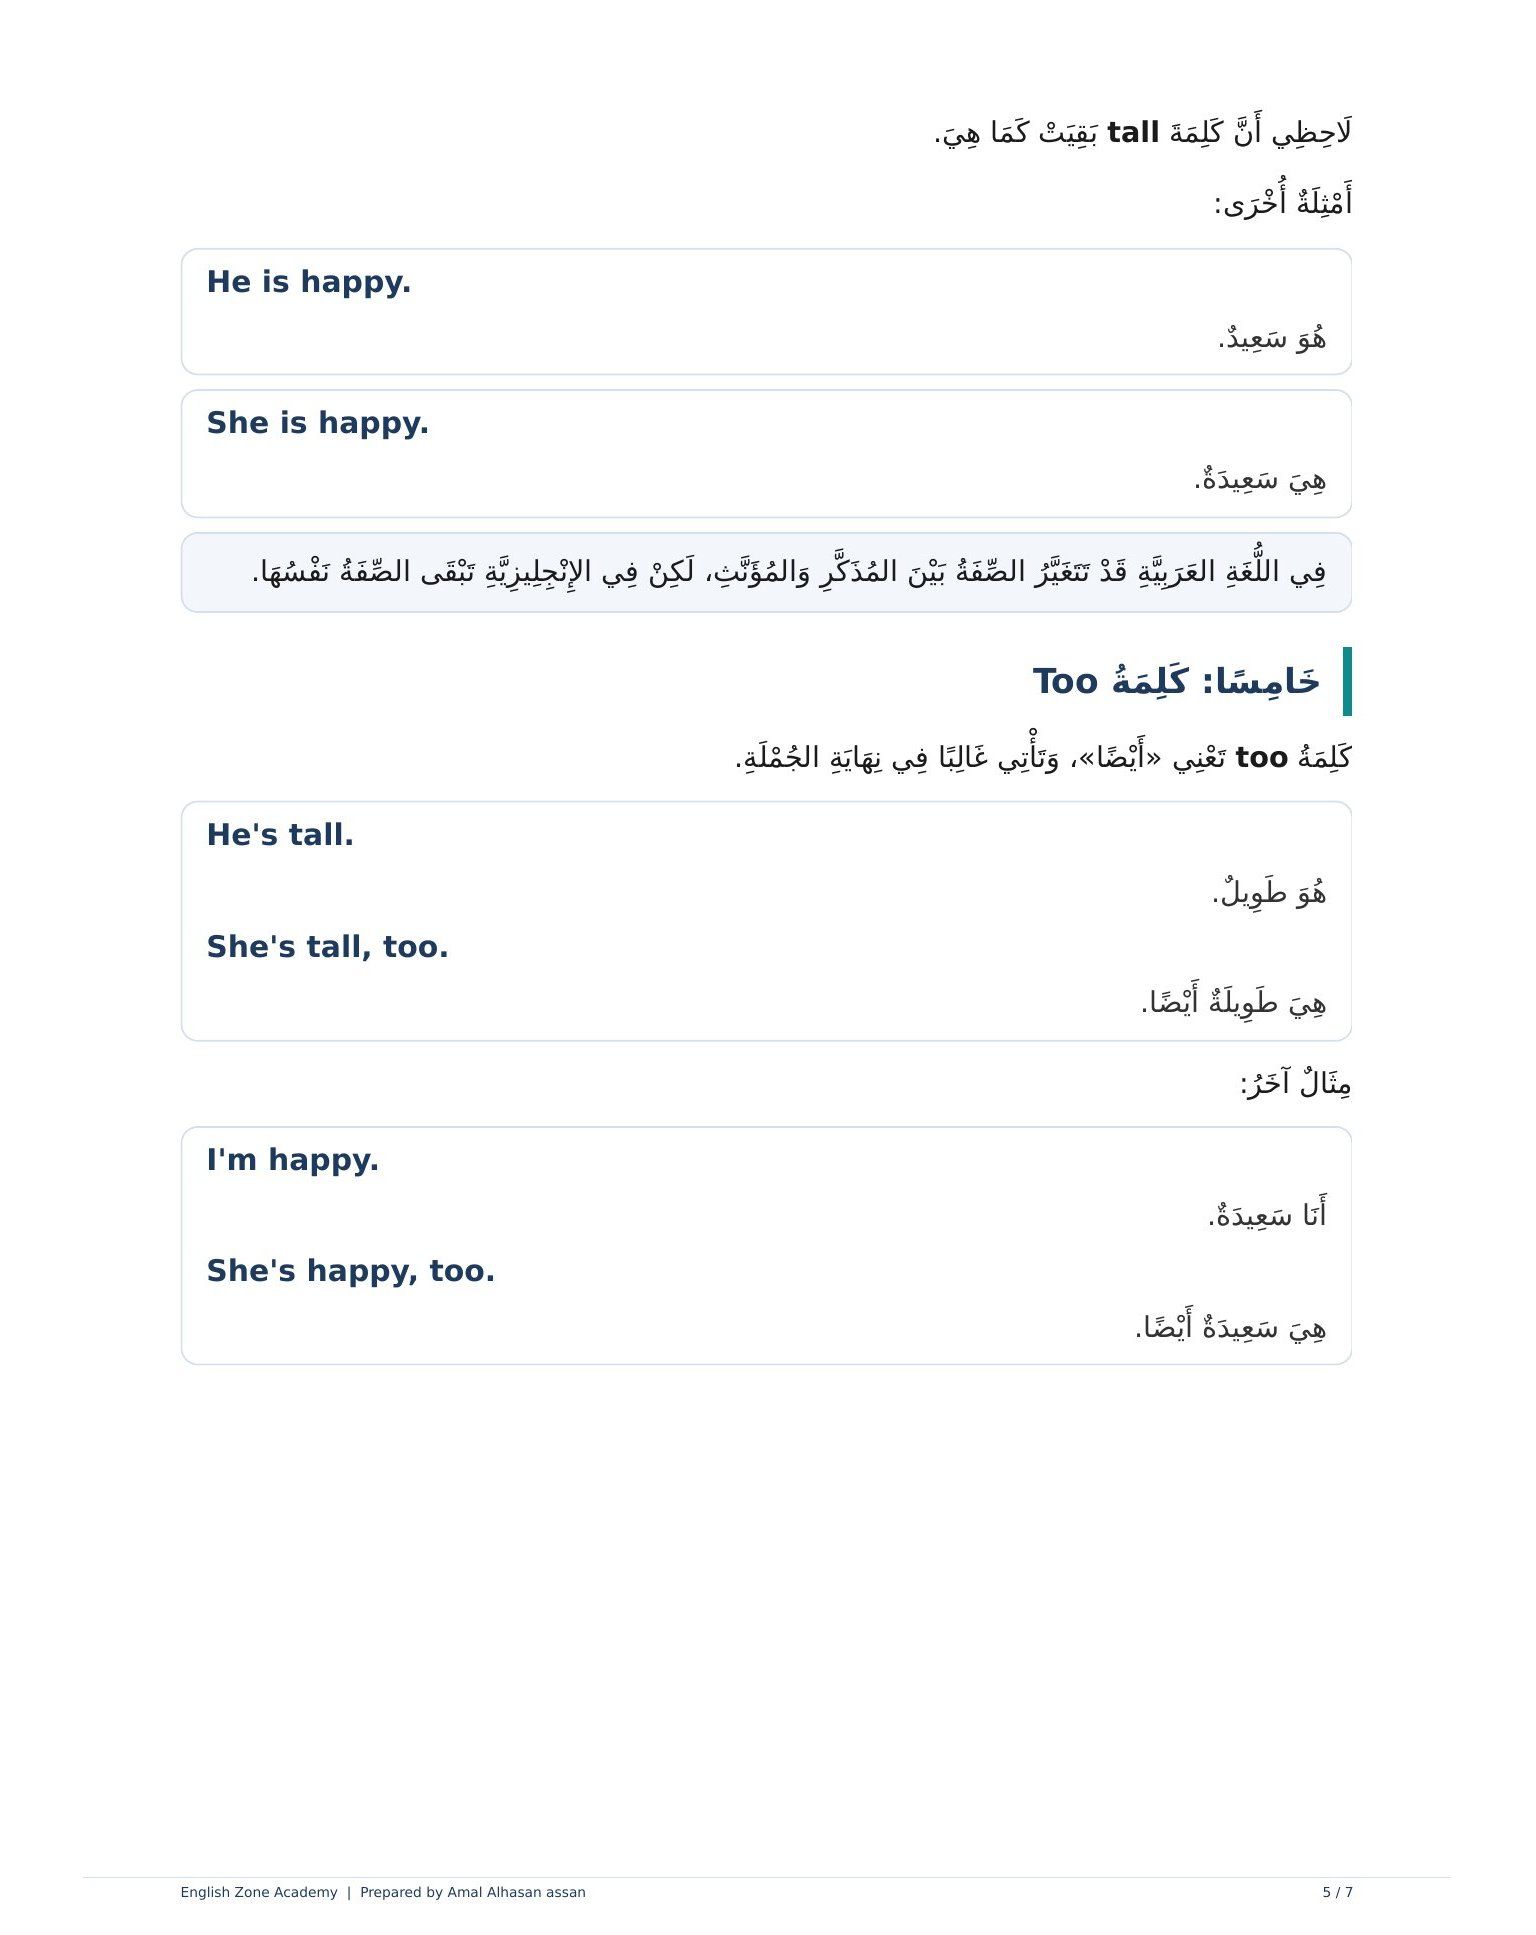 لَاحِظِي أَنَّ كَلِمَةَ tall بَقِيَتْ كَمَا هِيَ.
أَمْثِلَةٌ أُخْرَى:
He is happy.
هُوَ سَعِيدٌ.
She is happy.
هِيَ سَعِيدَةٌ.
فِي اللُّغَةِ العَرَبِيَّةِ قَدْ تَتَغَيَّرُ الصِّفَةُ بَيْنَ المُذَكَّرِ وَالمُؤَنَّثِ، لَكِنْ فِي الإِنْجِلِيزِيَّةِ تَبْقَى الصِّفَةُ نَفْسُهَا.
خَامِسًا: كَلِمَةُ Too
كَلِمَةُ too تَعْنِي «أَيْضًا»، وَتَأْتِي غَالِبًا فِي نِهَايَةِ الجُمْلَةِ.
He's tall.
هُوَ طَوِيلٌ.
She's tall, too.
هِيَ طَوِيلَةٌ أَيْضًا.
مِثَالٌ آخَرُ:
I'm happy.
أَنَا سَعِيدَةٌ.
She's happy, too.
هِيَ سَعِيدَةٌ أَيْضًا.
English Zone Academy | Prepared by Amal Alhasan assan
5 / 7